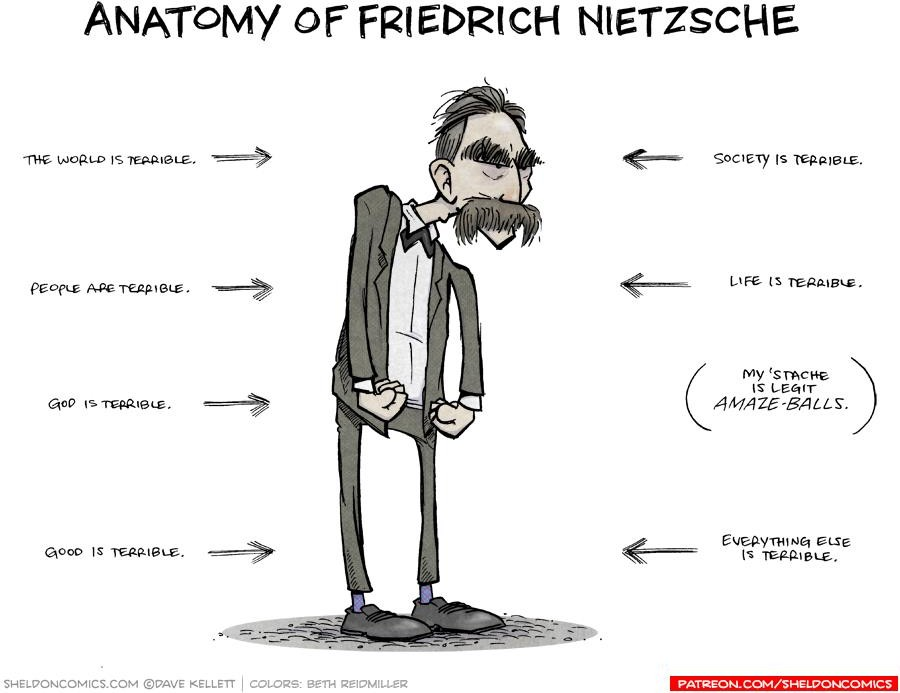 ANATOMY OF FRIEDRICH NIETZSCHE
THE WORLD IS TERRIBLE.
SOCIETY IS TERRIBLE.
PEOPLE ARE TERRIBLE.
LIFE IS TERRIBLE.
GOD IS TERRIBLE.
(MY 'STACHE
IS LEGIT
AMAZE-BALLS.)
GOOD IS TERRIBLE.
EVERYTHING ELSE
IS TERRIBLE.
SHELDONCOMICS.COM ©DAVE KELLETT | COLORS: BETH REIDMILLER
PATREON.COM/SHELDONCOMICS